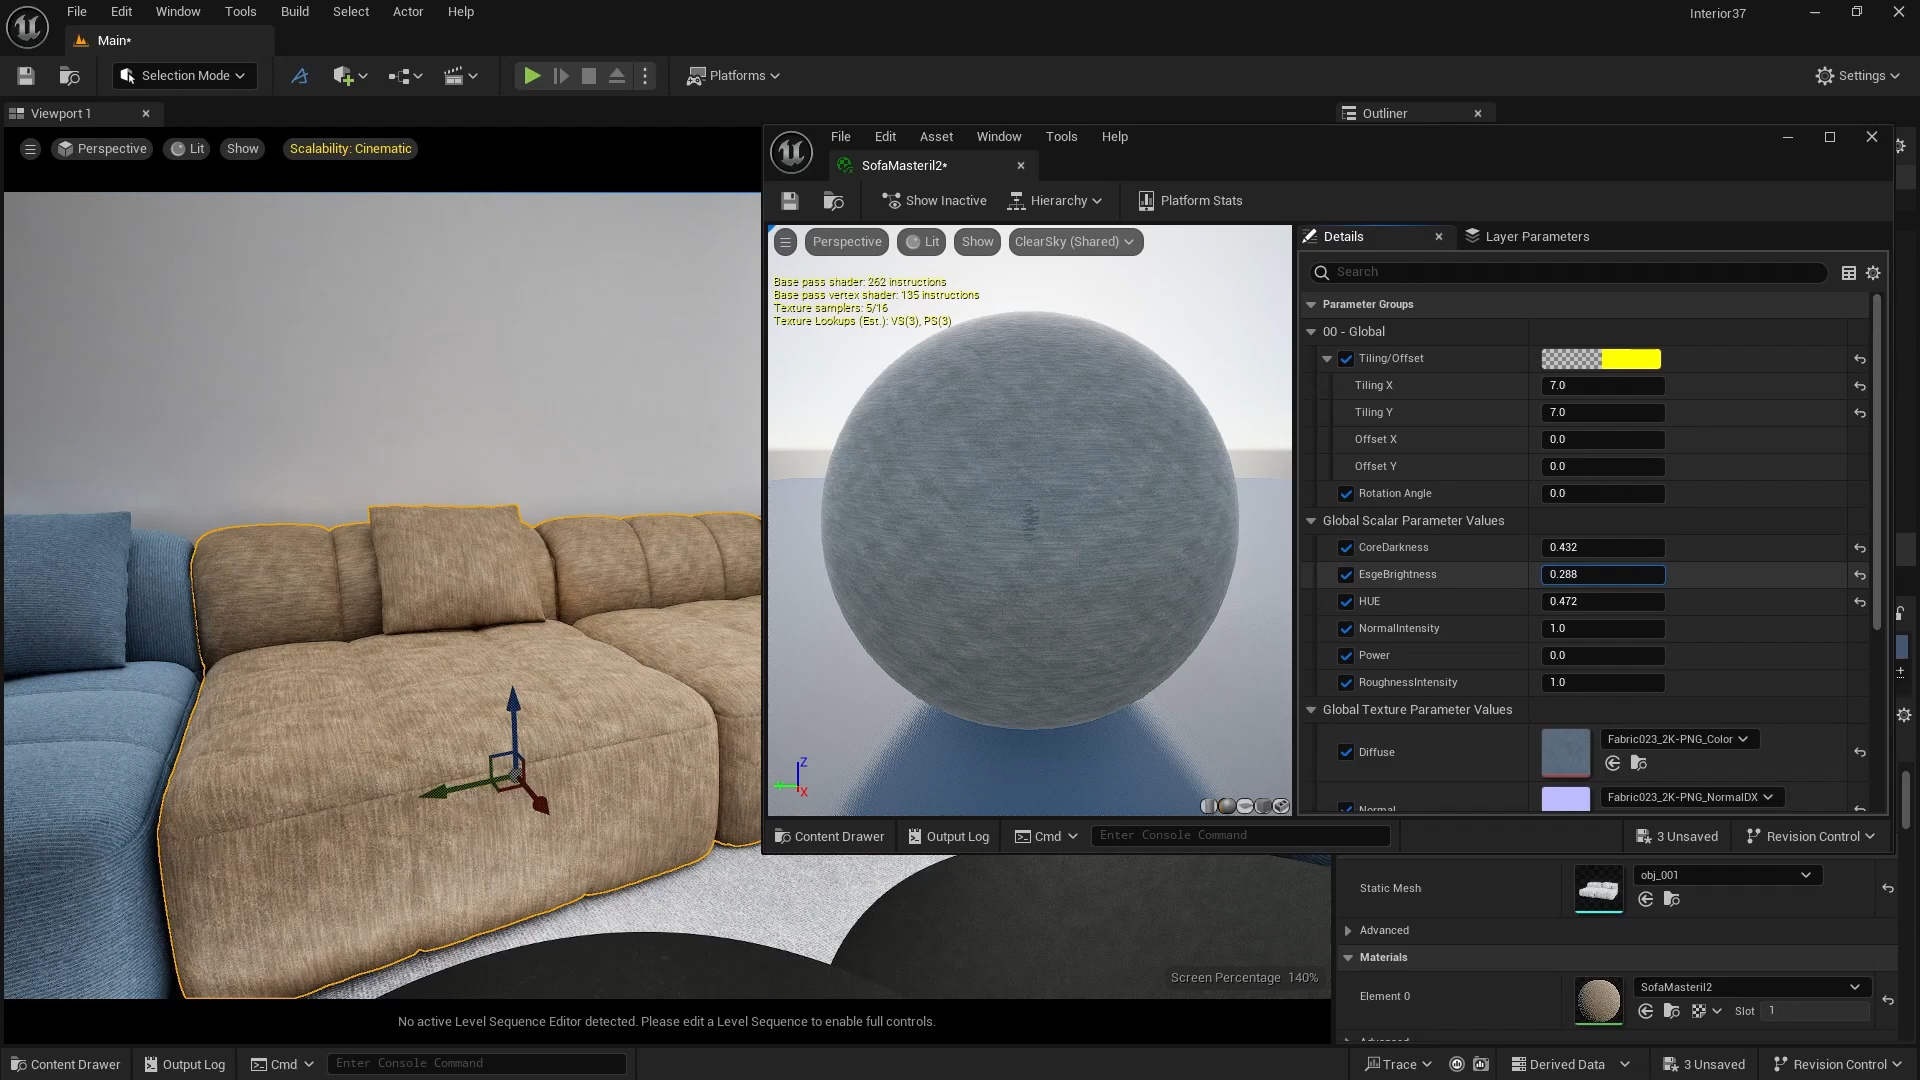 File Edit Window Tools Build Select Actor Help
Interior37
Main*
Selection Mode
Platforms
Settings
Viewport 1
Outliner
Perspective Lit Show Scalability: Cinematic
File Edit Asset Window Tools Help
SofaMasteril2*
Show Inactive Hierarchy Platform Stats
Perspective Lit Show ClearSky (Shared)
Base pass shader: 262 instructions
Base pass vertex shader: 135 instructions
Texture samplers: 5/16
Texture Lookups (Est.): VS(3), PS(3)
Z
X
Details Layer Parameters
Search
Parameter Groups
00 - Global
Tiling/Offset
Tiling X 7.0
Tiling Y 7.0
Offset X 0.0
Offset Y 0.0
Rotation Angle 0.0
Global Scalar Parameter Values
CoreDarkness 0.432
EsgeBrightness 0.288
HUE 0.472
NormalIntensity 1.0
Power 0.0
RoughnessIntensity 1.0
Global Texture Parameter Values
Diffuse Fabric023_2K-PNG_Color
Normal Fabric023_2K-PNG_NormalDX
Content Drawer Output Log Cmd Enter Console Command 3 Unsaved Revision Control
Static Mesh obj_001
Advanced
Materials
Element 0 SofaMasteril2
Slot 1
Advanced
Screen Percentage 140%
No active Level Sequence Editor detected. Please edit a Level Sequence to enable full controls.
Content Drawer Output Log Cmd Enter Console Command Trace Derived Data 3 Unsaved Revision Control